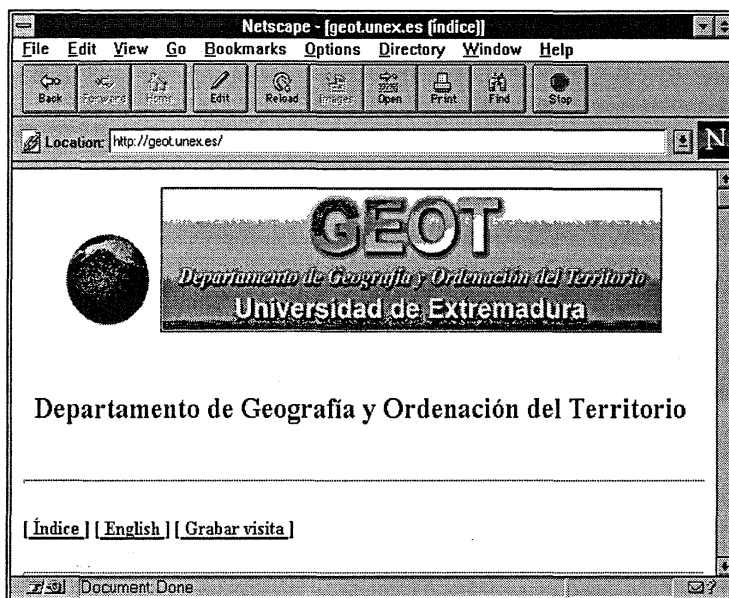 Netscape - [geot.unex.es (índice)]
File Edit View Go Bookmarks Options Directory Window Help
Back Forward Home Edit Reload Images Open Print Find Stop
Location: http://geot.unex.es/ N
GEOT
Departamento de Geografía y Ordenación del Territorio
Universidad de Extremadura
Departamento de Geografía y Ordenación del Territorio
[ Índice ] [ English ] [ Grabar visita ]
Document: Done ?